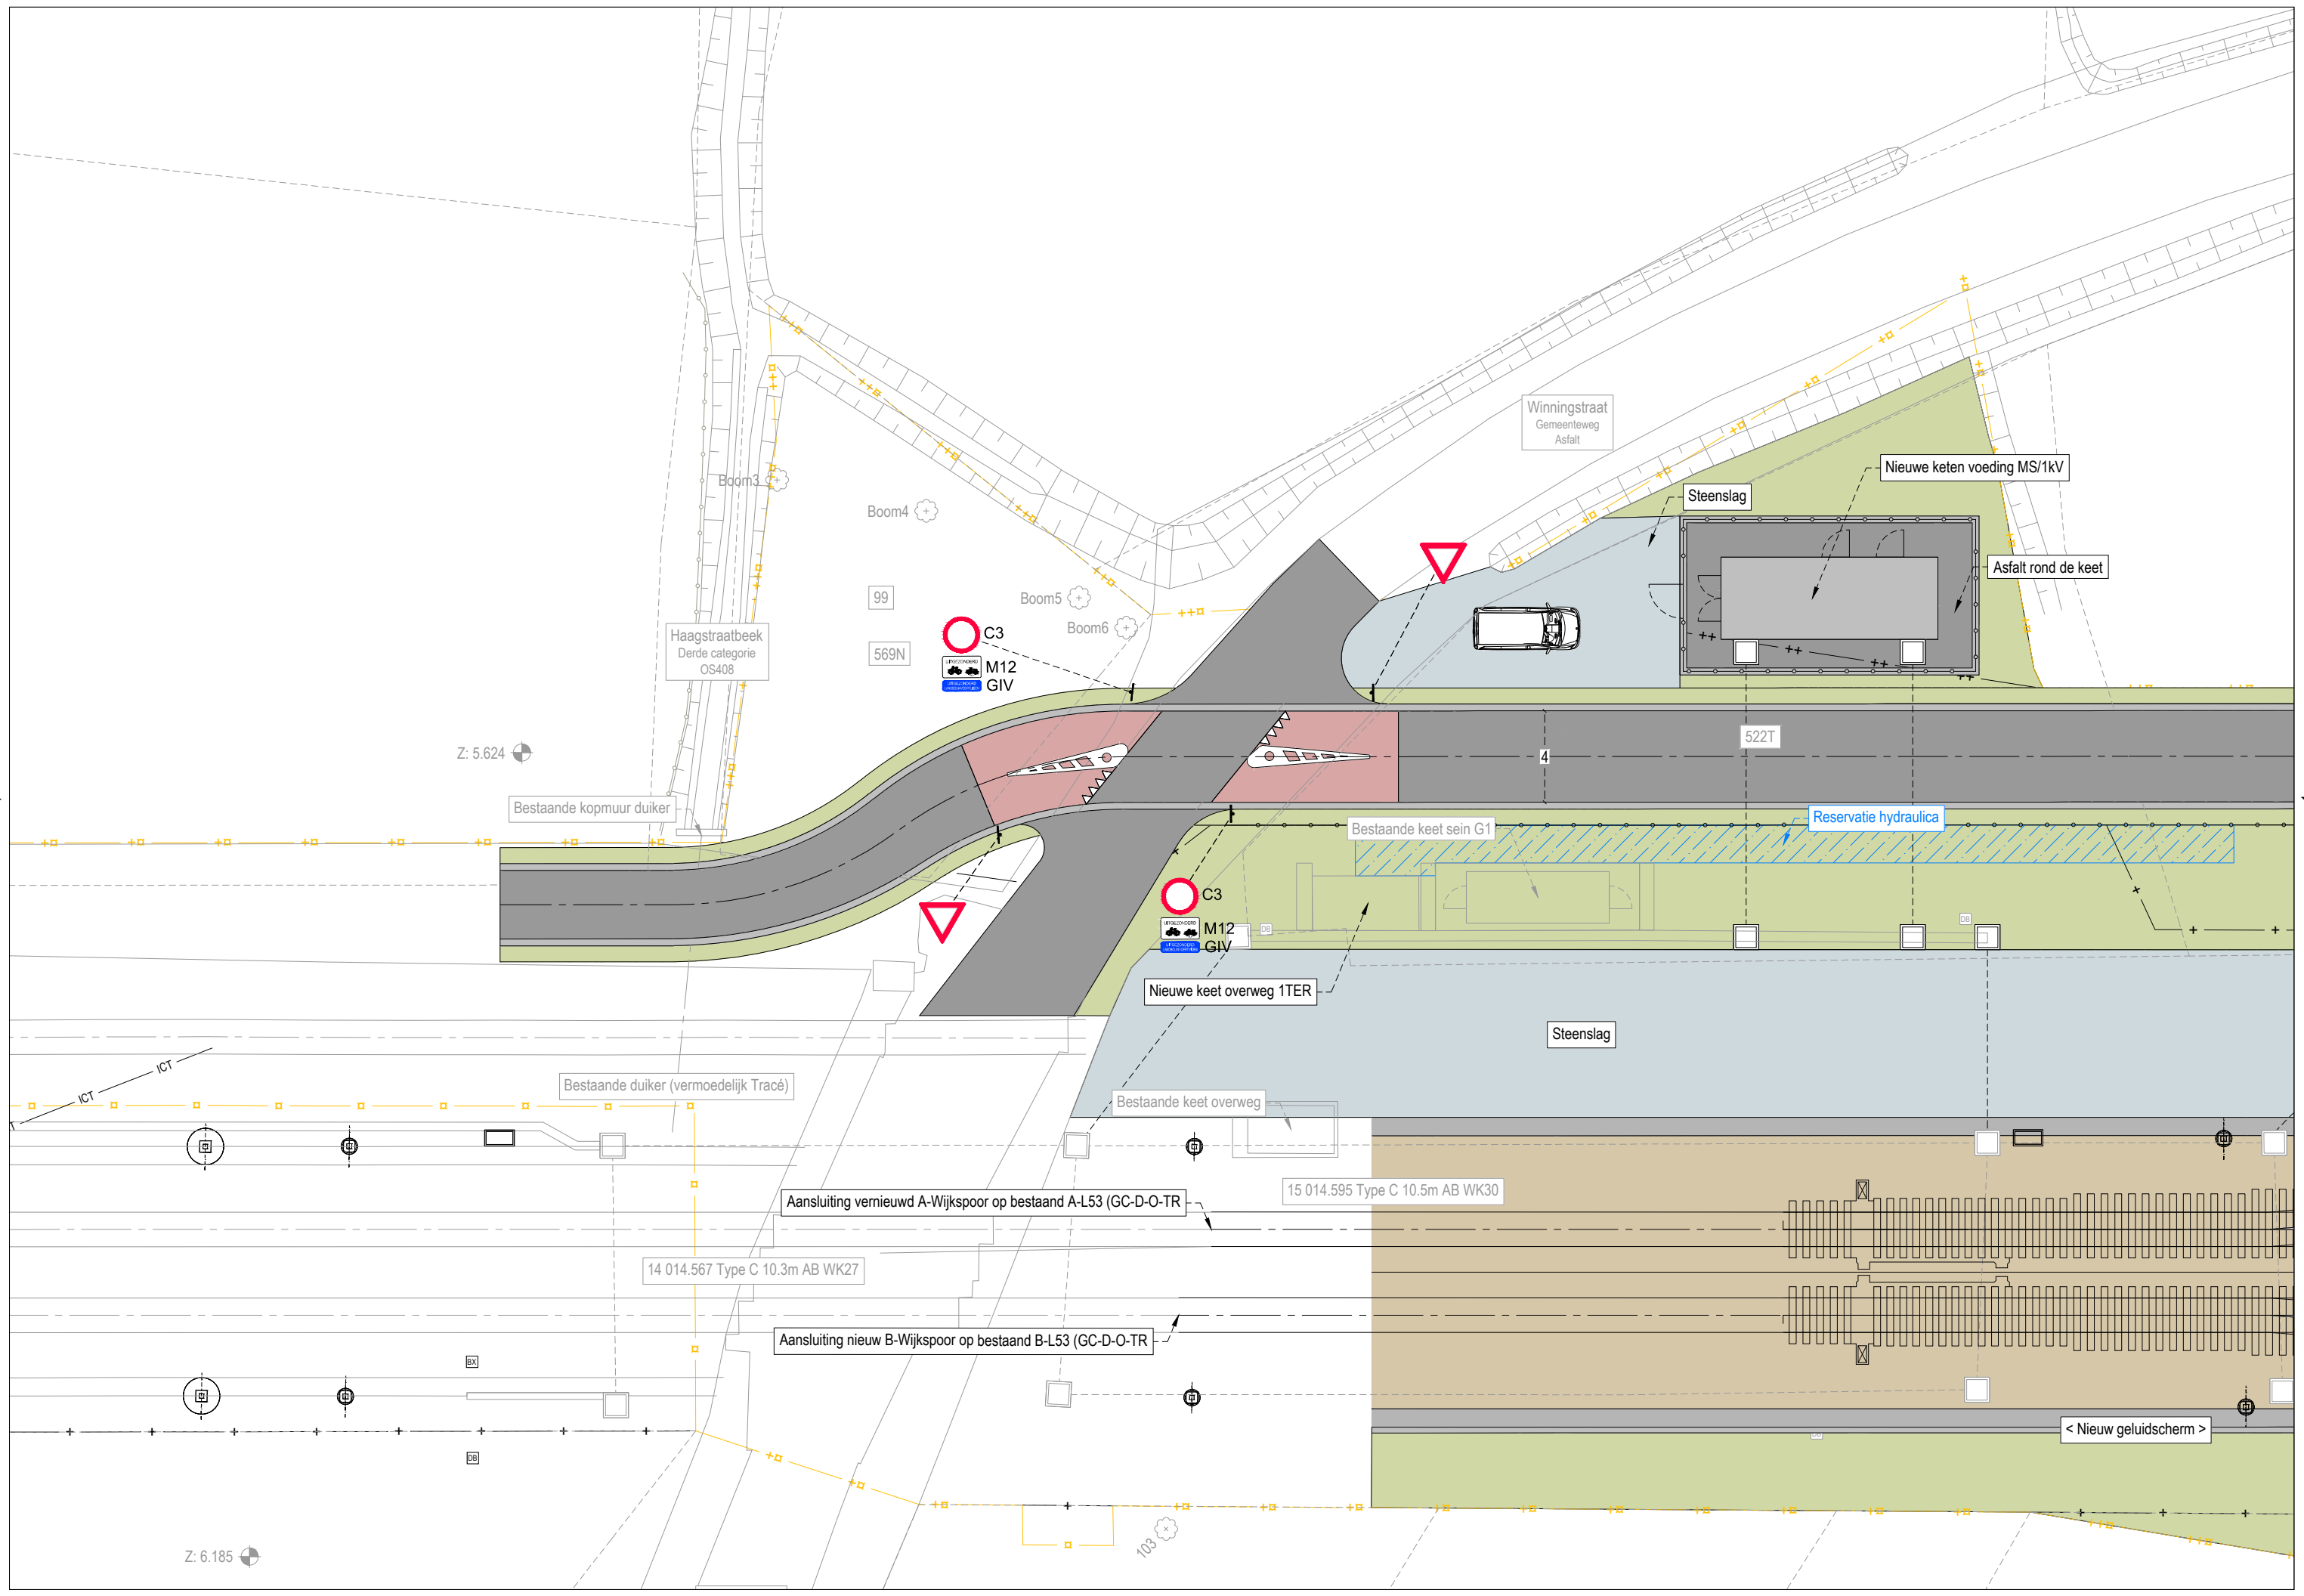 Winningstraat
Gemeenteweg
Asfalt
Nieuwe keten voeding MS/1kV
Steenslag
Boom3
Boom4
Asfalt rond de keet
99
Boom5
Boom6
C3
Haagstraatbeek
Derde categorie
OS408
569N
UITGEZONDERD
M12
GIV
522T
Z: 5.624
4
Bestaande kopmuur duiker
Reservatie hydraulica
Bestaande keet sein G1
C3
UITGEZONDERD
M12
GIV
DB
DB
Nieuwe keet overweg 1TER
Steenslag
ICT
ICT
Bestaande duiker (vermoedelijk Tracé)
Bestaande keet overweg
15 014.595 Type C 10.5m AB WK30
Aansluiting vernieuwd A-Wijkspoor op bestaand A-L53 (GC-D-O-TR
14 014.567 Type C 10.3m AB WK27
Aansluiting nieuw B-Wijkspoor op bestaand B-L53 (GC-D-O-TR
BX
< Nieuw geluidscherm >
DB
103
Z: 6.185